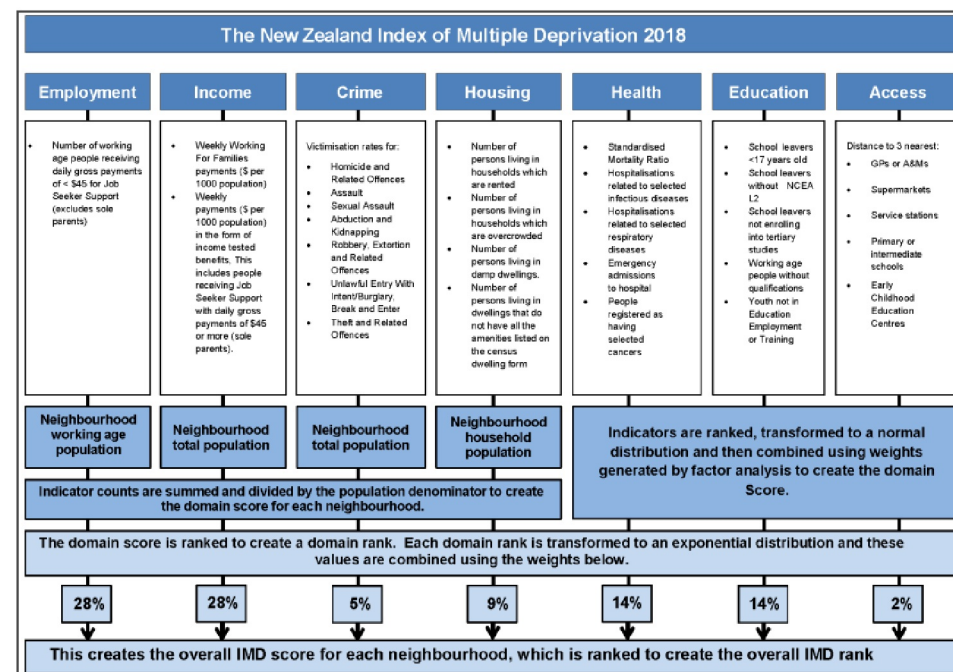 The New Zealand Index of Multiple Deprivation 2018
Employment
Income
Crime
Housing
Health
Education
Access
• Number of working
age people receiving
daily gross payments
of < $45 for Job
Seeker Support
(excludes sole
parents)
• Weekly Working
For Families
payments ($ per
1000 population)
• Weekly
payments ($ per
1000 population)
in the form of
income tested
benefits. This
includes people
receiving Job
Seeker Support
with daily gross
payments of $45
or more (sole
parents).
Victimisation rates for:
• Homicide and
Related Offences
• Assault
• Sexual Assault
• Abduction and
Kidnapping
• Robbery, Extortion
and Related
Offences
• Unlawful Entry With
Intent/Burglary,
Break and Enter
• Theft and Related
Offences
• Number of
persons living in
households which
are rented
• Number of
persons living in
households which
are overcrowded
• Number of
persons living in
damp dwellings.
• Number of
persons living in
dwellings that do
not have all the
amenities listed on
the census
dwelling form
• Standardised
Mortality Ratio
• Hospitalisations
related to selected
infectious diseases
• Hospitalisations
related to selected
respiratory
diseases
• Emergency
admissions
to hospital
• People
registered as
having
selected
cancers
• School leavers
<17 years old
• School leavers
without NCEA
L2
• School leavers
not enrolling
into tertiary
studies
• Working age
people without
qualifications
• Youth not in
Education
Employment
or Training
Distance to 3 nearest:
• GPs or A&Ms
• Supermarkets
• Service stations
• Primary or
intermediate
schools
• Early
Childhood
Education
Centres
Neighbourhood
working age
population
Neighbourhood
total population
Neighbourhood
total population
Neighbourhood
household
population
Indicators are ranked, transformed to a normal
distribution and then combined using weights
generated by factor analysis to create the domain
Score.
Indicator counts are summed and divided by the population denominator to create
the domain score for each neighbourhood.
The domain score is ranked to create a domain rank. Each domain rank is transformed to an exponential distribution and these
values are combined using the weights below.
28%
28%
5%
9%
14%
14%
2%
This creates the overall IMD score for each neighbourhood, which is ranked to create the overall IMD rank